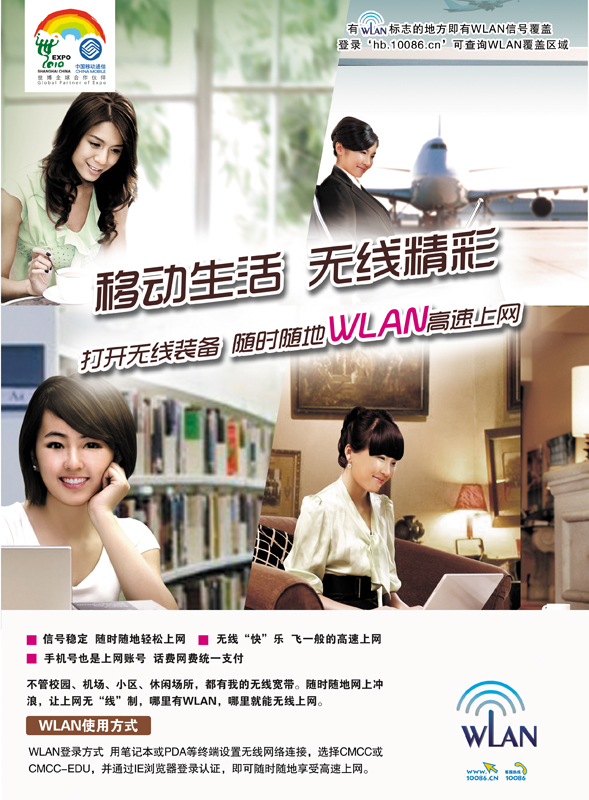 有WLAN标志的地方即有WLAN信号覆盖
登录‘hb.10086.cn’可查询WLAN覆盖区域
EXPO
2010
SHANGHAI CHINA
中国移动通信
CHINA MOBILE
世博全球合作伙伴
Global Partner of Expo
移动生活 无线精彩
打开无线装备 随时随地WLAN高速上网
Aa
■ 信号稳定 随时随地轻松上网 ■ 无线“快”乐 飞一般的高速上网
■ 手机号也是上网账号 话费网费统一支付
不管校园、机场、小区、休闲场所，都有我的无线宽带。随时随地网上冲
浪，让上网无“线”制，哪里有WLAN，哪里就能无线上网。
WLAN使用方式
WLAN登录方式 用笔记本或PDA等终端设置无线网络连接，选择CMCC或
CMCC-EDU，并通过IE浏览器登录认证，即可随时随地享受高速上网。
WLAN
WWW.
10086.CN
客服热线
10086